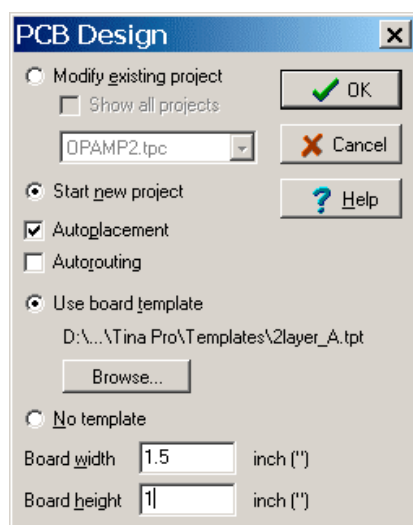 PCB Design
Modify existing project
Show all projects
OPAMP2.tpc
OK
Cancel
Help
Start new project
Autoplacement
Autorouting
Use board template
D:\...\Tina Pro\Templates\2layer_A.tpt
Browse...
No template
Board width 1.5 inch (")
Board height 1 inch (")